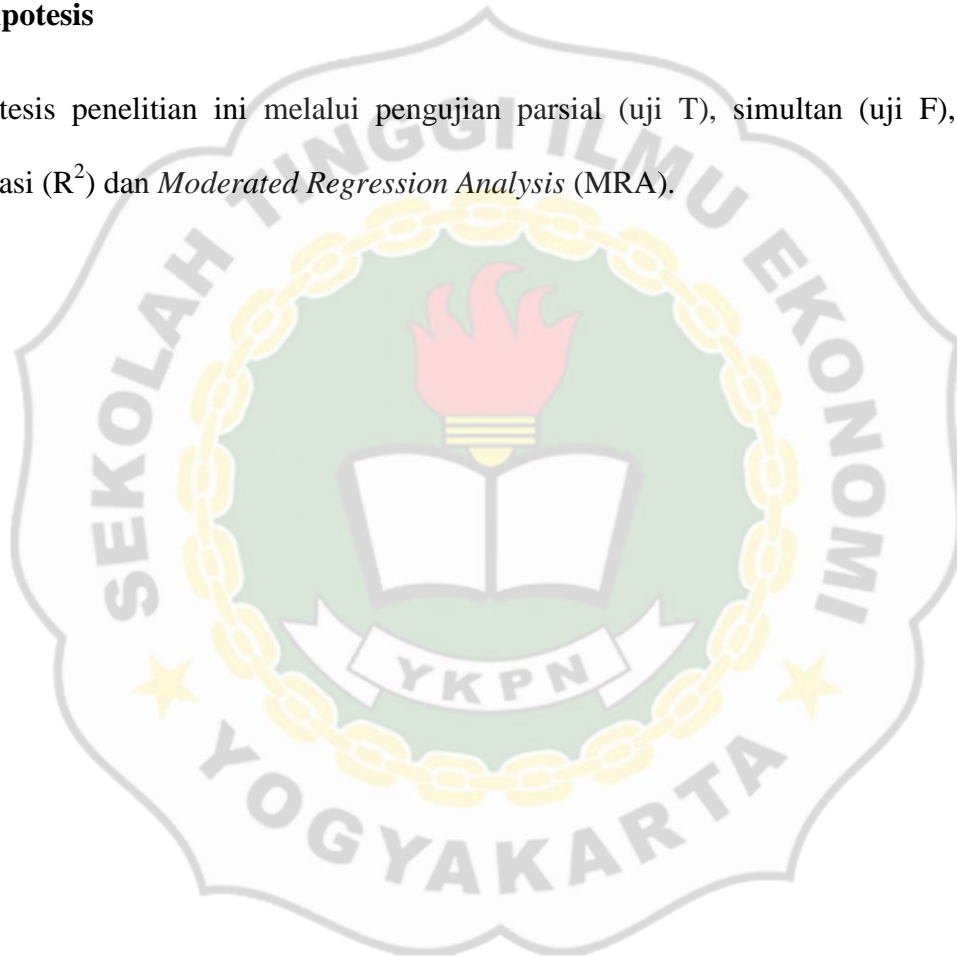 ipotesis
tesis penelitian ini melalui pengujian parsial (uji T), simultan (uji F),
asi (R²) dan Moderated Regression Analysis (MRA).
SEKOLAH TINGGI ILMU EKONOMI
YKPN
YOGYAKARTA